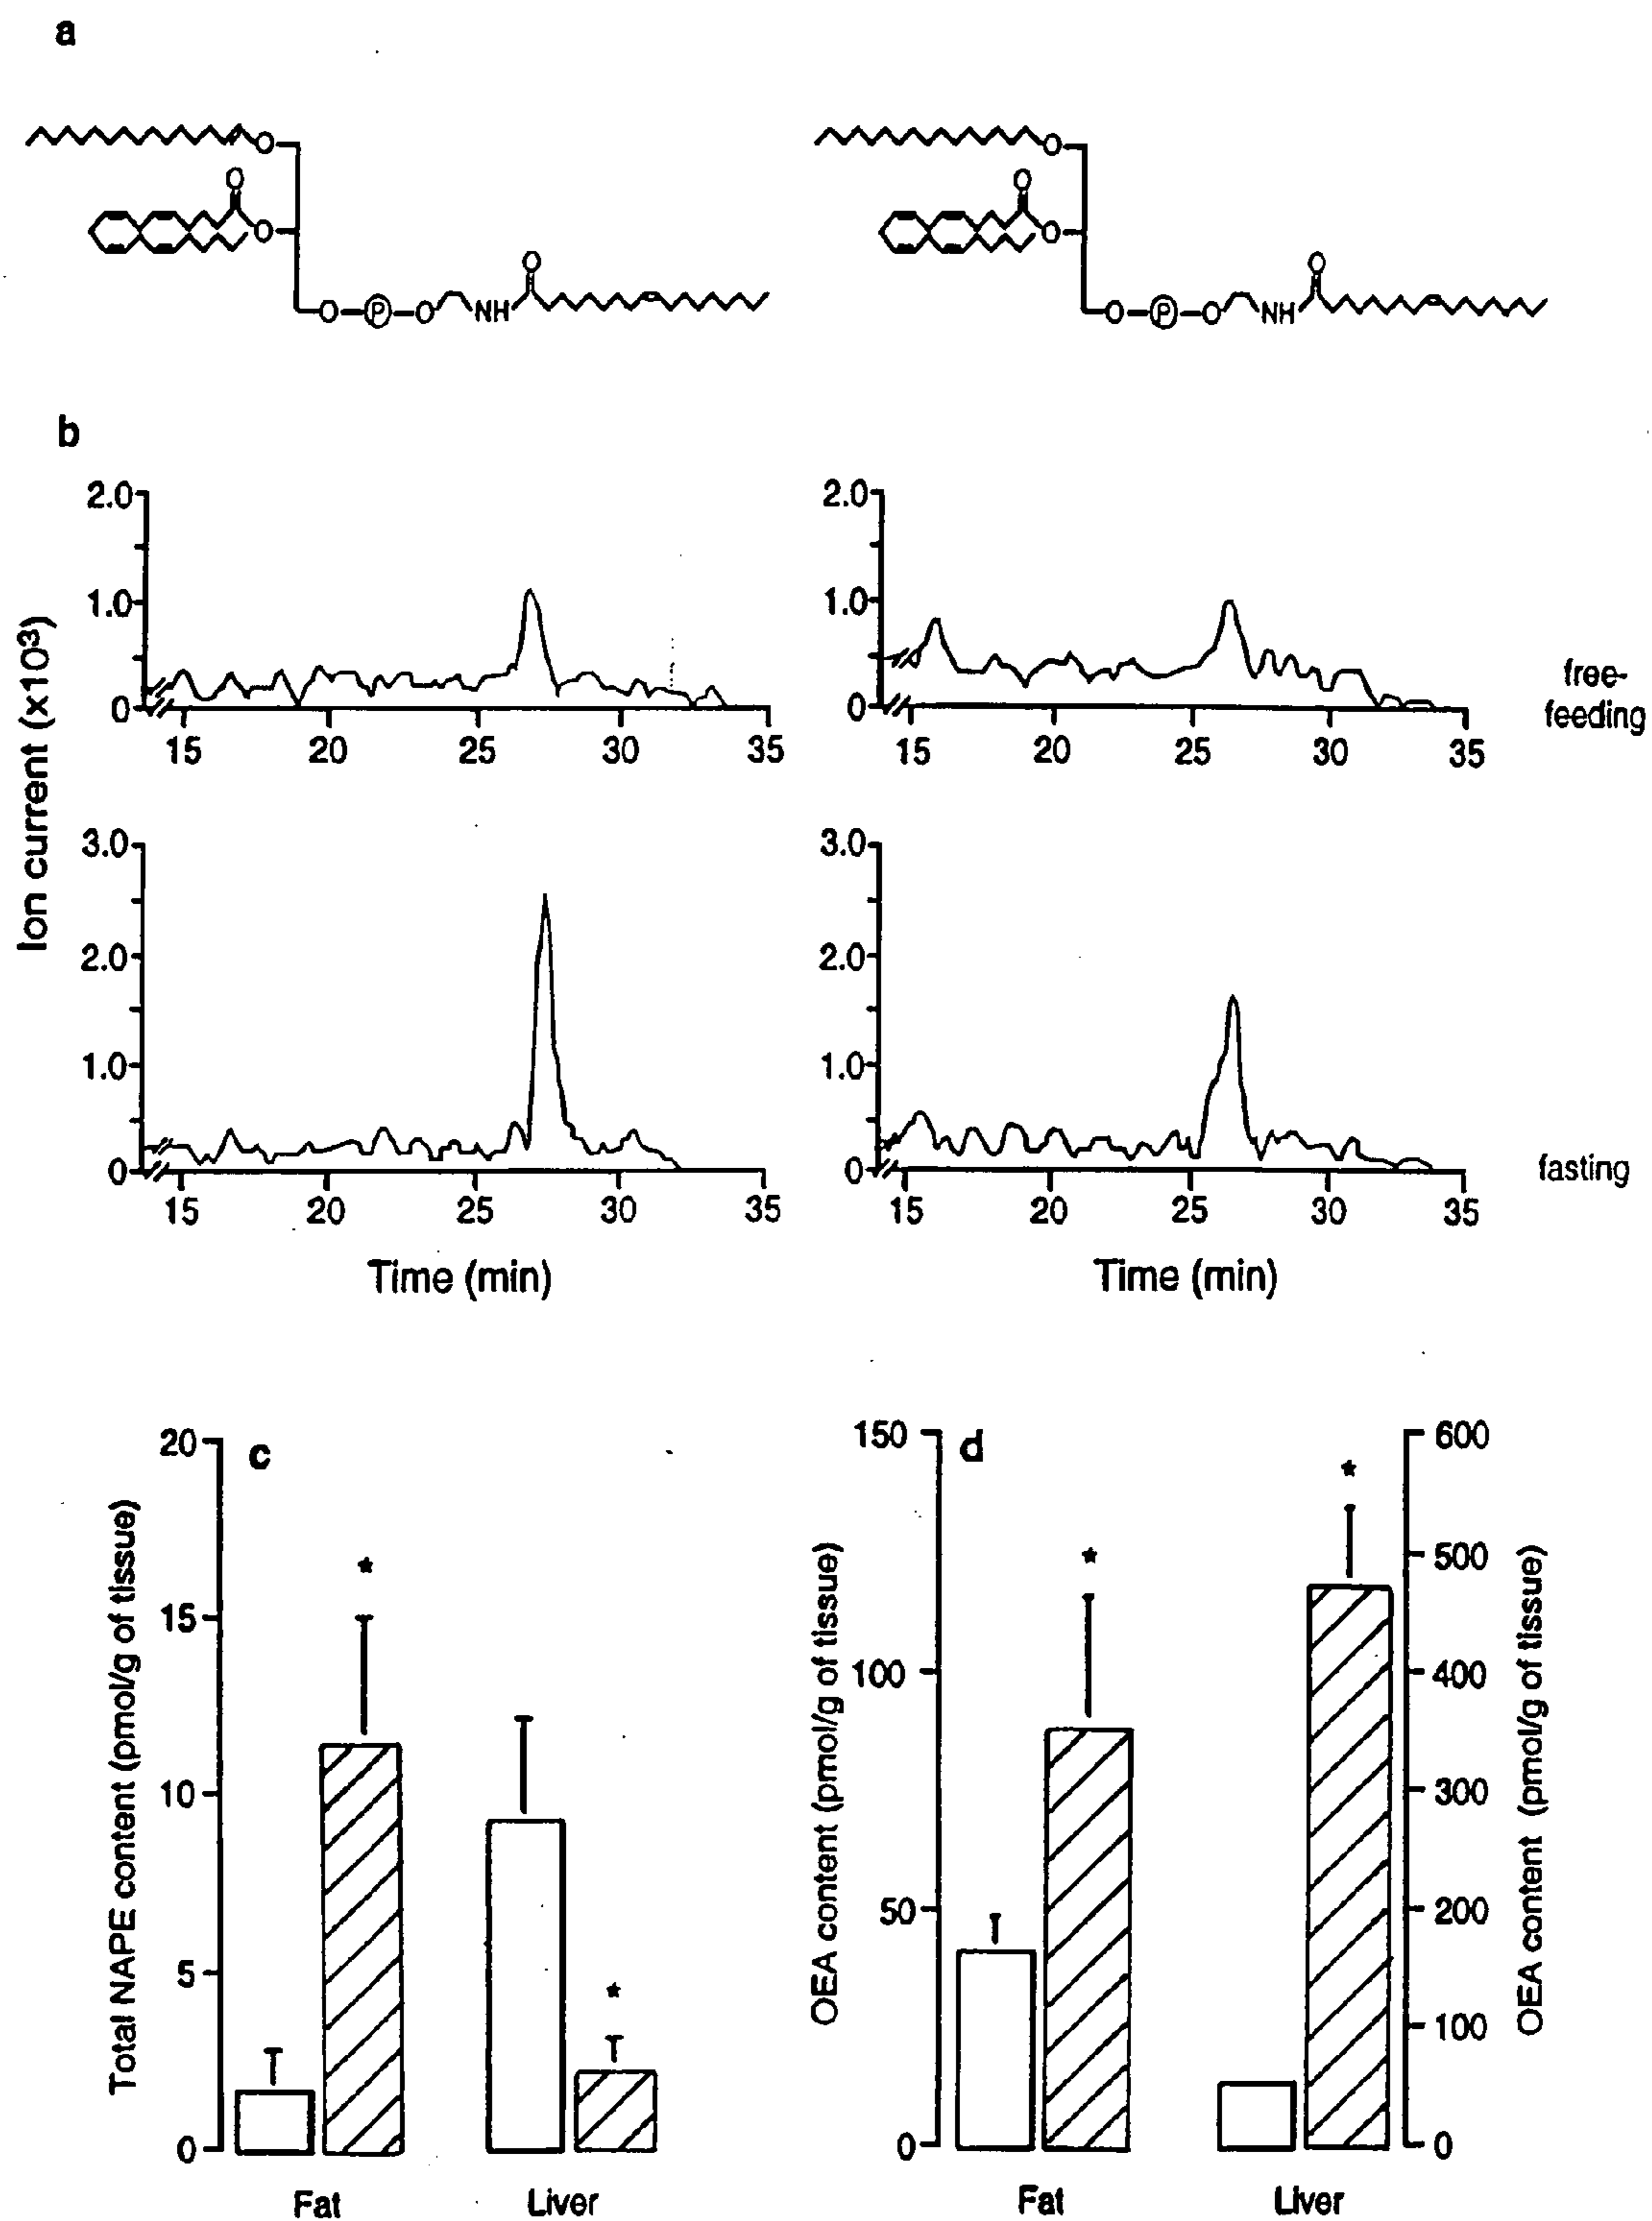 a
O
O
O
O
O
O
O P O NH
O P O NH
b
Ion current (x10³)
2.0
1.0
0
15 20 25 30 35
2.0
1.0
0
15 20 25 30 35
free-
feeding
3.0
2.0
1.0
0
15 20 25 30 35
Time (min)
3.0
2.0
1.0
0
15 20 25 30 35
Time (min)
fasting
c
Total NAPE content (pmol/g of tissue)
20
15
10
5
0
*
*
Fat Liver
d
OEA content (pmol/g of tissue)
150
100
50
0
*
*
Fat Liver
600
500
400
300
200
100
0
OEA content (pmol/g of tissue)